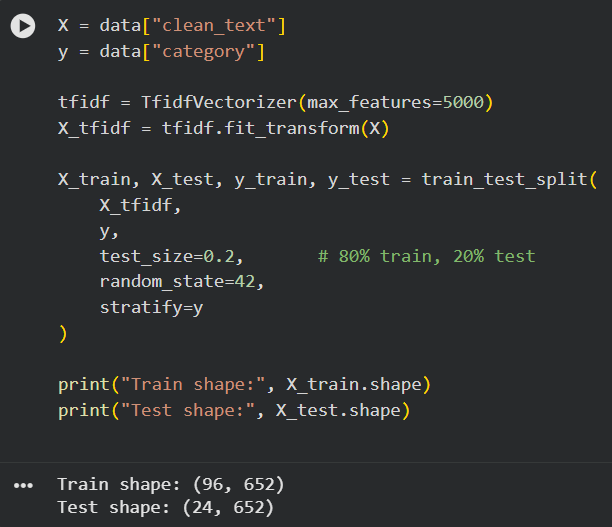 X = data["clean_text"]
y = data["category"]
tfidf = TfidfVectorizer(max_features=5000)
X_tfidf = tfidf.fit_transform(X)
X_train, X_test, y_train, y_test = train_test_split(
    X_tfidf,
    y,
    test_size=0.2,       # 80% train, 20% test
    random_state=42,
    stratify=y
)
print("Train shape:", X_train.shape)
print("Test shape:", X_test.shape)
Train shape: (96, 652)
Test shape: (24, 652)